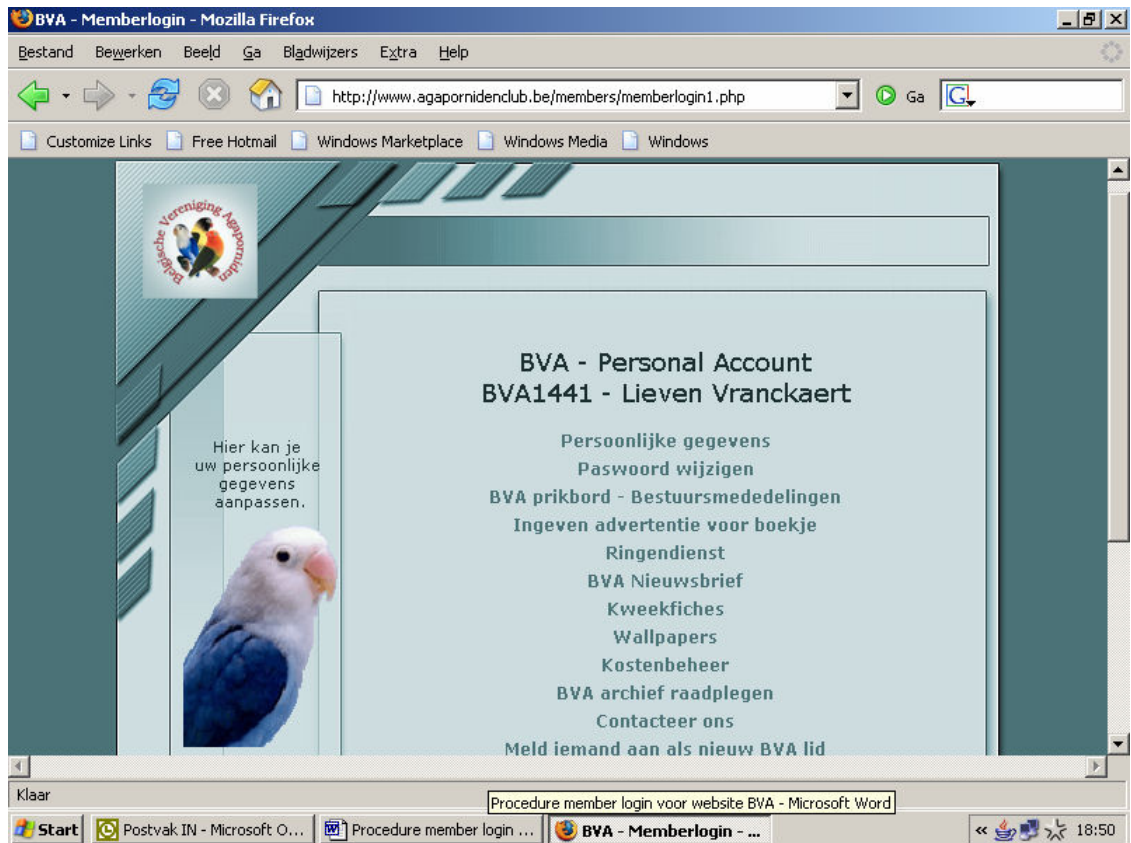 BVA - Memberlogin - Mozilla Firefox
Bestand Bewerken Beeld Ga Bladwijzers Extra Help
http://www.agapornidenclub.be/members/memberlogin1.php Ga G
Customize Links Free Hotmail Windows Marketplace Windows Media Windows
Belgische Vereniging Agaporniden
BVA - Personal Account
BVA1441 - Lieven Vranckaert
Hier kan je
uw persoonlijke
gegevens
aanpassen.
Persoonlijke gegevens
Paswoord wijzigen
BVA prikbord - Bestuursmededelingen
Ingeven advertentie voor boekje
Ringendienst
BVA Nieuwsbrief
Kweekfiches
Wallpapers
Kostenbeheer
BVA archief raadplegen
Contacteer ons
Meld iemand aan als nieuw BVA lid
Klaar
Procedure member login voor website BVA - Microsoft Word
Start Postvak IN - Microsoft O... Procedure member login ... BVA - Memberlogin - ... « 18:50